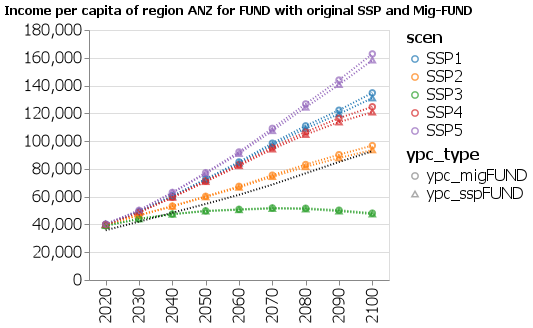 Income per capita of region ANZ for FUND with original SSP and Mig-FUND
180,000
160,000
140,000
120,000
100,000
80,000
60,000
40,000
20,000
0
2020
2030
2040
2050
2060
2070
2080
2090
2100
scen
SSP1
SSP2
SSP3
SSP4
SSP5
ypc_type
ypc_migFUND
ypc_sspFUND